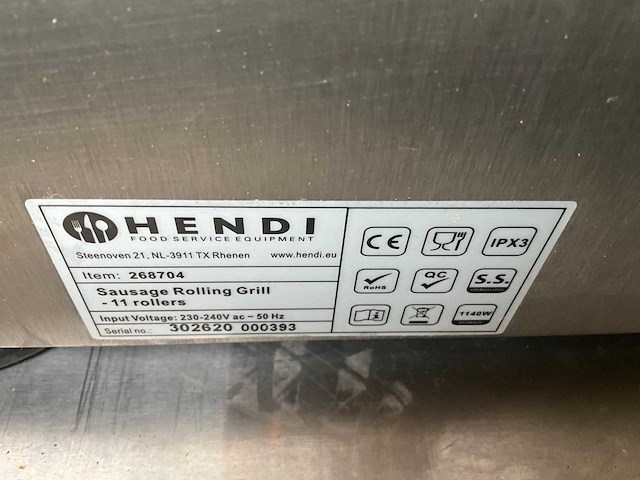 HENDI
FOOD SERVICE EQUIPMENT
Steenoven 21, NL-3911 TX Rhenen www.hendi.eu
Item: 268704
Sausage Rolling Grill
- 11 rollers
Input Voltage: 230-240V ac ~ 50 Hz
Serial no.: 302620 000393
CE
IPX3
RoHS
QC
S.S.
i
1140W
POWER